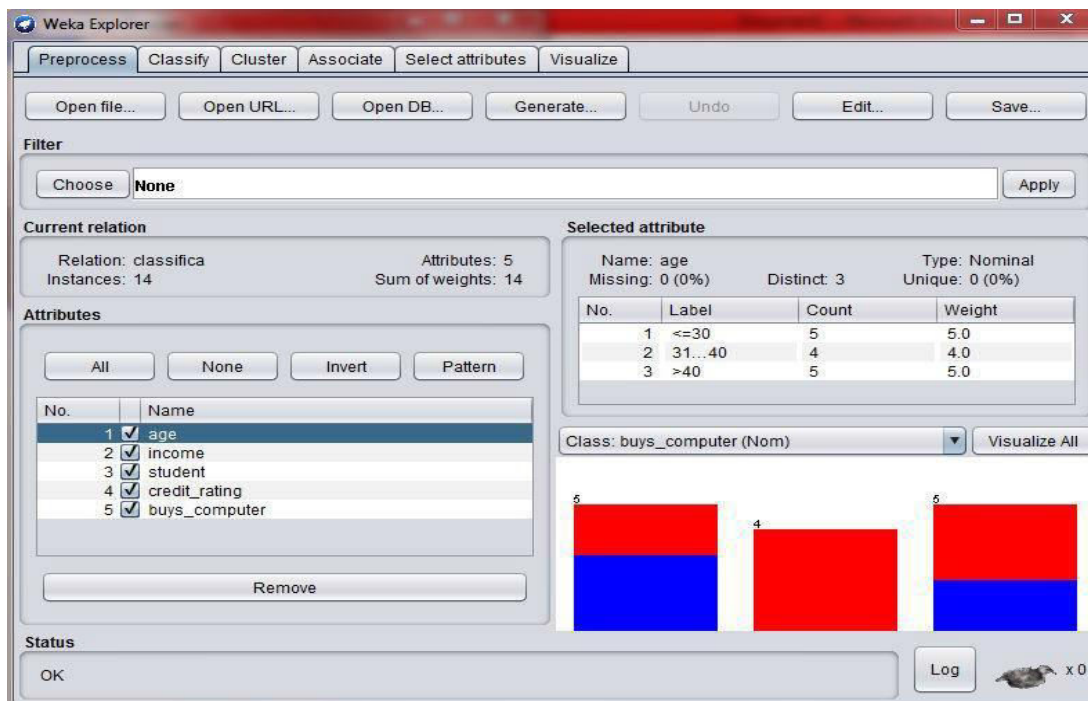 Weka Explorer
Preprocess Classify Cluster Associate Select attributes Visualize
Open file... Open URL... Open DB... Generate... Undo Edit... Save...
Filter
Choose None Apply
Current relation
Relation: classifica Attributes: 5
Instances: 14 Sum of weights: 14
Attributes
All None Invert Pattern
No. Name
1 age
2 income
3 student
4 credit_rating
5 buys_computer
Remove
Selected attribute
Name: age Type: Nominal
Missing: 0 (0%) Distinct: 3 Unique: 0 (0%)
No. Label Count Weight
1 <=30 5 5.0
2 31...40 4 4.0
3 >40 5 5.0
Class: buys_computer (Nom) Visualize All
5 4 5
Status
OK Log x 0